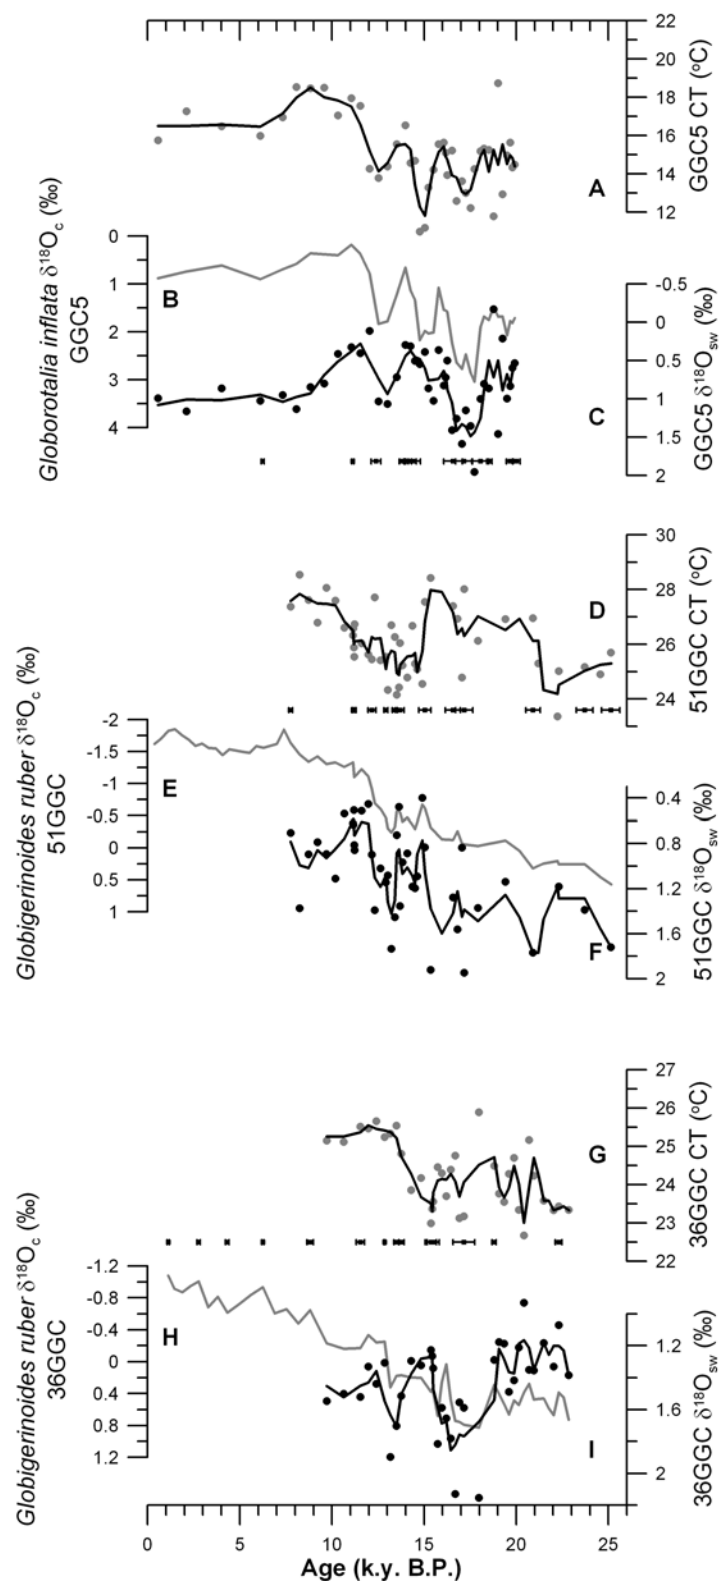 22
20
18
16
14
12
GGC5 CT (°C)
A
0
1
2
3
4
Globorotalia inflata δ18Oc (‰)
GGC5
B
-0.5
0
0.5
1
1.5
2
GGC5 δ18Osw (‰)
C
30
28
26
24
51GGC CT (°C)
D
-2
-1.5
-1
-0.5
0
0.5
1
Globigerinoides ruber δ18Oc (‰)
51GGC
E
0.4
0.8
1.2
1.6
2
51GGC δ18Osw (‰)
F
27
26
25
24
23
22
36GGC CT (°C)
G
-1.2
-0.8
-0.4
0
0.4
0.8
1.2
Globigerinoides ruber δ18Oc (‰)
36GGC
H
1.2
1.6
2
36GGC δ18Osw (‰)
I
0 5 10 15 20 25
Age (k.y. B.P.)